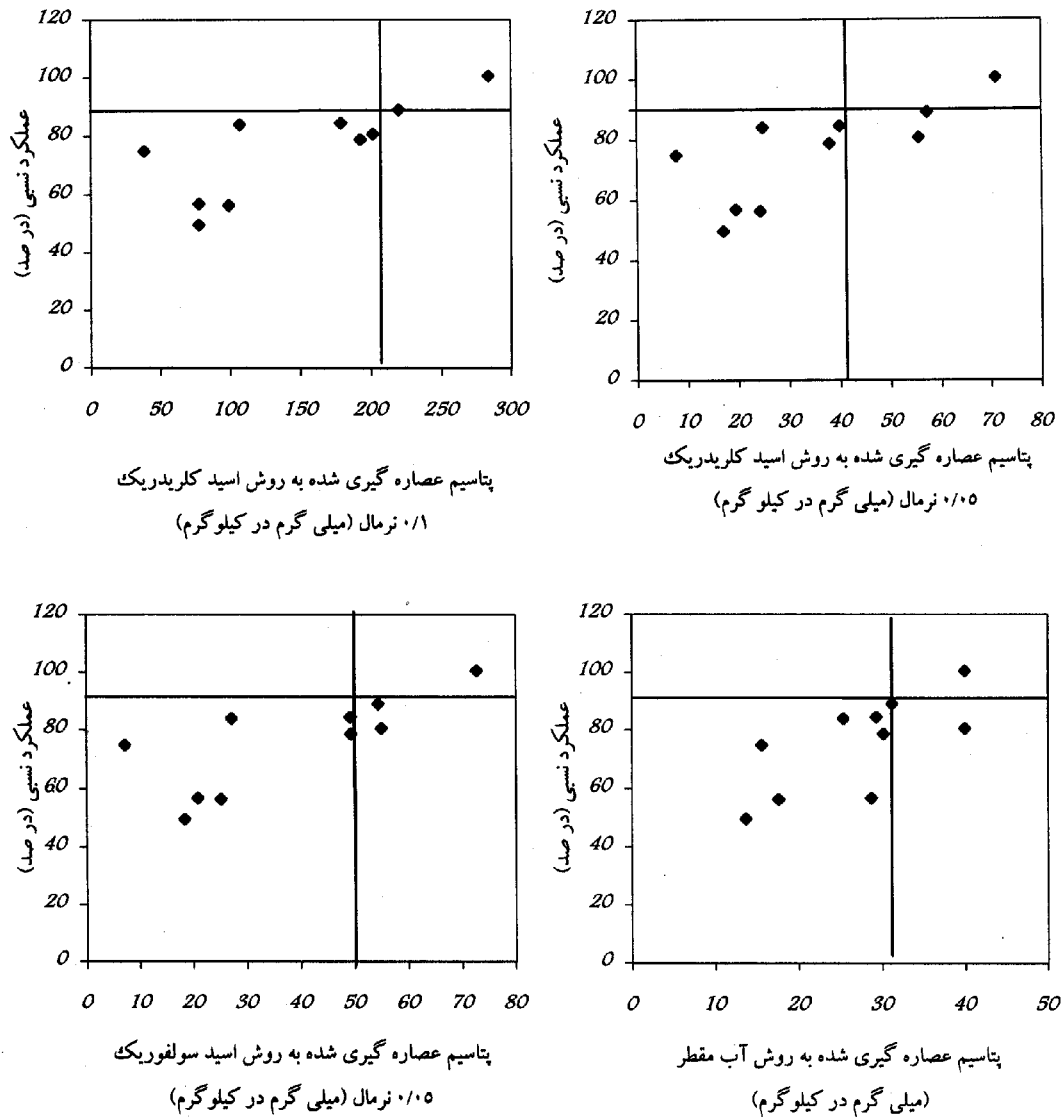 120
100
80
60
40
20
0
عملکرد نسبی (در صد)
0 50 100 150 200 250 300
پتاسیم عصاره گیری شده به روش اسید کلریدریک
۰/۱ نرمال (میلی گرم در کیلوگرم)
120
100
80
60
40
20
0
عملکرد نسبی (در صد)
0 10 20 30 40 50 60 70 80
پتاسیم عصاره گیری شده به روش اسید کلریدریک
۰/۰۵ نرمال (میلی گرم در کیلو گرم)
120
100
80
60
40
20
0
عملکرد نسبی (در صد)
0 10 20 30 40 50 60 70 80
پتاسیم عصاره گیری شده به روش اسید سولفوریک
۰/۰۵ نرمال (میلی گرم در کیلوگرم)
120
100
80
60
40
20
0
عملکرد نسبی (در صد)
0 10 20 30 40 50
پتاسیم عصاره گیری شده به روش آب مقطر
(میلی گرم در کیلوگرم)